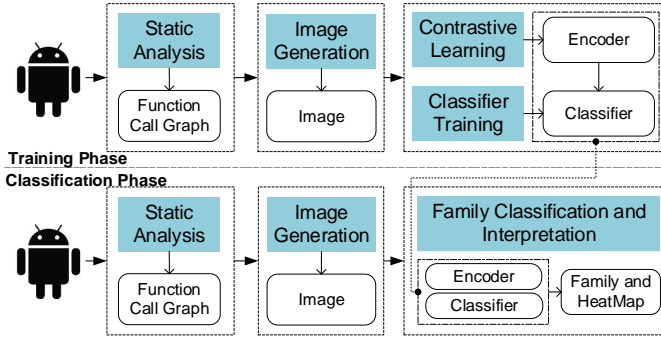 Static
Analysis
Function
Call Graph
Image
Generation
Image
Contrastive
Learning
Encoder
Classifier
Training
Classifier
Training Phase
Classification Phase
Static
Analysis
Function
Call Graph
Image
Generation
Image
Family Classification and
Interpretation
Encoder
Classifier
Family and
HeatMap